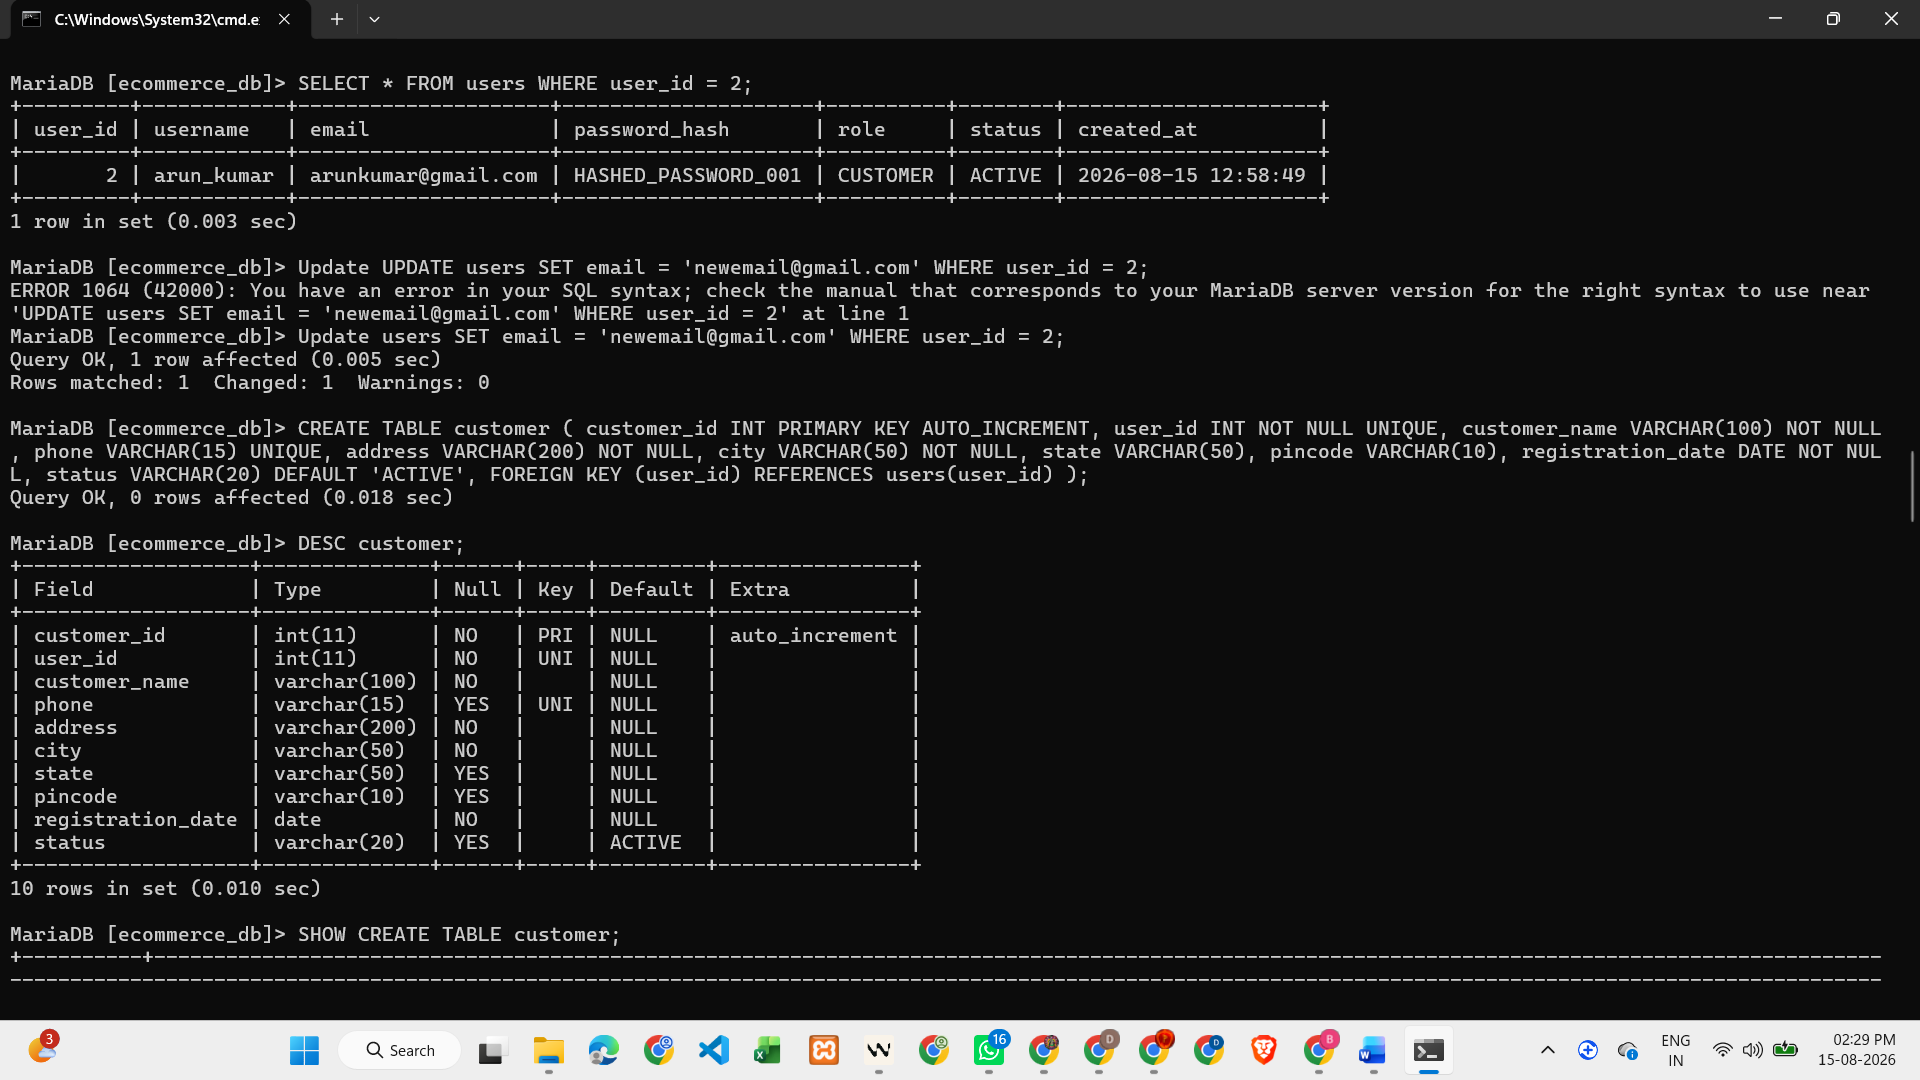 C:\Windows\System32\cmd.e
MariaDB [ecommerce_db]> SELECT * FROM users WHERE user_id = 2;
+---------+------------+----------------------+---------------------+----------+--------+---------------------+
| user_id | username   | email                | password_hash       | role     | status | created_at          |
+---------+------------+----------------------+---------------------+----------+--------+---------------------+
|       2 | arun_kumar | arunkumar@gmail.com | HASHED_PASSWORD_001 | CUSTOMER | ACTIVE | 2026-08-15 12:58:49 |
+---------+------------+----------------------+---------------------+----------+--------+---------------------+
1 row in set (0.003 sec)
MariaDB [ecommerce_db]> Update UPDATE users SET email = 'newemail@gmail.com' WHERE user_id = 2;
ERROR 1064 (42000): You have an error in your SQL syntax; check the manual that corresponds to your MariaDB server version for the right syntax to use near
'UPDATE users SET email = 'newemail@gmail.com' WHERE user_id = 2' at line 1
MariaDB [ecommerce_db]> Update users SET email = 'newemail@gmail.com' WHERE user_id = 2;
Query OK, 1 row affected (0.005 sec)
Rows matched: 1  Changed: 1  Warnings: 0
MariaDB [ecommerce_db]> CREATE TABLE customer ( customer_id INT PRIMARY KEY AUTO_INCREMENT, user_id INT NOT NULL UNIQUE, customer_name VARCHAR(100) NOT NULL
, phone VARCHAR(15) UNIQUE, address VARCHAR(200) NOT NULL, city VARCHAR(50) NOT NULL, state VARCHAR(50), pincode VARCHAR(10), registration_date DATE NOT NUL
L, status VARCHAR(20) DEFAULT 'ACTIVE', FOREIGN KEY (user_id) REFERENCES users(user_id) );
Query OK, 0 rows affected (0.018 sec)
MariaDB [ecommerce_db]> DESC customer;
+-------------------+--------------+------+-----+---------+----------------+
| Field             | Type         | Null | Key | Default | Extra          |
+-------------------+--------------+------+-----+---------+----------------+
| customer_id       | int(11)      | NO   | PRI | NULL    | auto_increment |
| user_id           | int(11)      | NO   | UNI | NULL    |                |
| customer_name     | varchar(100) | NO   |     | NULL    |                |
| phone             | varchar(15)  | YES  | UNI | NULL    |                |
| address           | varchar(200) | NO   |     | NULL    |                |
| city              | varchar(50)  | NO   |     | NULL    |                |
| state             | varchar(50)  | YES  |     | NULL    |                |
| pincode           | varchar(10)  | YES  |     | NULL    |                |
| registration_date | date         | NO   |     | NULL    |                |
| status            | varchar(20)  | YES  |     | ACTIVE  |                |
+-------------------+--------------+------+-----+---------+----------------+
10 rows in set (0.010 sec)
MariaDB [ecommerce_db]> SHOW CREATE TABLE customer;
3
Search
16
D
D
B
ENG
IN
02:29 PM
15-08-2026